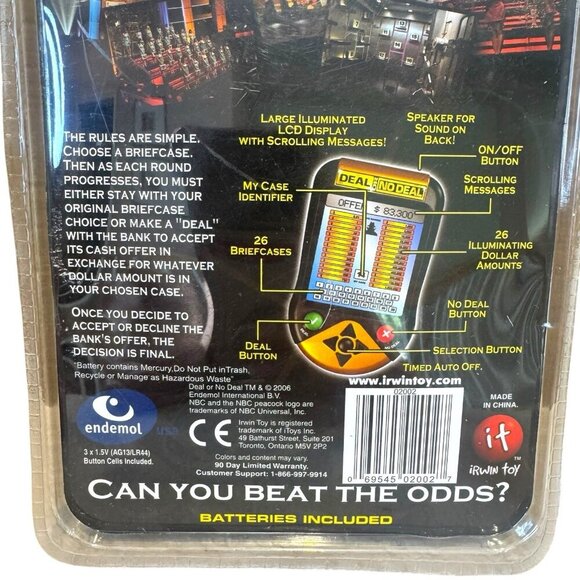 LARGE ILLUMINATED
LCD DISPLAY
WITH SCROLLING MESSAGES!
SPEAKER FOR
SOUND ON
BACK!
ON/OFF
BUTTON
SCROLLING
MESSAGES
MY CASE
IDENTIFIER
26
BRIEFCASES
26
ILLUMINATING
DOLLAR
AMOUNTS
DEAL OR NO DEAL
OFFER $ 83,300
NO DEAL
BUTTON
DEAL
BUTTON
SELECTION BUTTON
TIMED AUTO OFF.
THE RULES ARE SIMPLE.
CHOOSE A BRIEFCASE.
THEN AS EACH ROUND
PROGRESSES, YOU MUST
EITHER STAY WITH YOUR
ORIGINAL BRIEFCASE
CHOICE OR MAKE A "DEAL"
WITH THE BANK TO ACCEPT
ITS CASH OFFER IN
EXCHANGE FOR WHATEVER
DOLLAR AMOUNT IS IN
YOUR CHOSEN CASE.
ONCE YOU DECIDE TO
ACCEPT OR DECLINE THE
BANK'S OFFER, THE
DECISION IS FINAL.
"Battery contains Mercury,Do Not Put inTrash,
Recycle or Manage as Hazardous Waste"
www.irwintoy.com
02002
Deal or No Deal TM & © 2006
Endemol International B.V.
NBC and the NBC peacock logo are
trademarks of NBC Universal, Inc.
Irwin Toy is registered
trademark of iToys Inc.
49 Bathurst Street, Suite 201
Toronto, Ontario M5V 2P2
Colors and content may vary.
90 Day Limited Warranty.
Customer Support: 1-866-997-9914
endemol USA
CE
3 x 1.5V (AG13/LR44)
Button Cells Included.
0 69545 02002 7
MADE
IN CHINA.
it
IRWIN TOY
CAN YOU BEAT THE ODDS?
BATTERIES INCLUDED